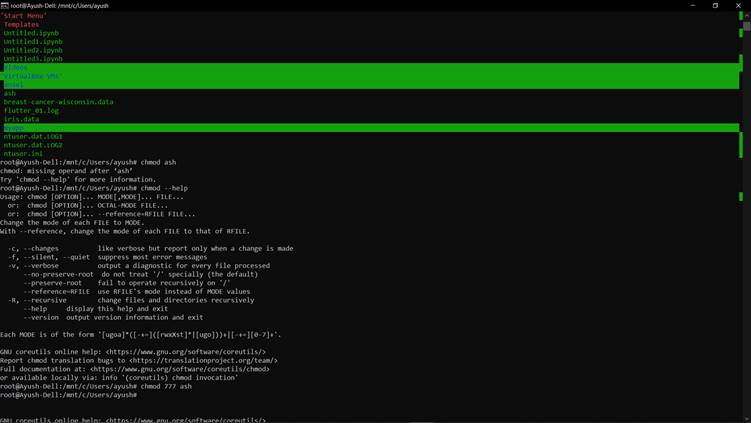 root@Ayush-Dell: /mnt/c/Users/ayush
'Start Menu'
Templates
Untitled.ipynb
Untitled1.ipynb
Untitled2.ipynb
Untitled3.ipynb
Videos
'VirtualBox VMs'
ansel
ash
breast-cancer-wisconsin.data
flutter_01.log
iris.data
ntuser.dat.LOG1
ntuser.dat.LOG2
ntuser.ini
root@Ayush-Dell:/mnt/c/Users/ayush# chmod ash
chmod: missing operand after ‘ash’
Try 'chmod --help' for more information.
root@Ayush-Dell:/mnt/c/Users/ayush# chmod --help
Usage: chmod [OPTION]... MODE[,MODE]... FILE...
or: chmod [OPTION]... OCTAL-MODE FILE...
or: chmod [OPTION]... --reference=RFILE FILE...
Change the mode of each FILE to MODE.
With --reference, change the mode of each FILE to that of RFILE.
-c, --changes like verbose but report only when a change is made
-f, --silent, --quiet suppress most error messages
-v, --verbose output a diagnostic for every file processed
--no-preserve-root do not treat '/' specially (the default)
--preserve-root fail to operate recursively on '/'
--reference=RFILE use RFILE's mode instead of MODE values
-R, --recursive change files and directories recursively
--help display this help and exit
--version output version information and exit
Each MODE is of the form '[ugoa]*([-+=]([rwxXst]*|[ugo]))+|[-+=][0-7]+'.
GNU coreutils online help: <https://www.gnu.org/software/coreutils/>
Report chmod translation bugs to <https://translationproject.org/team/>
Full documentation at: <https://www.gnu.org/software/coreutils/chmod>
or available locally via: info '(coreutils) chmod invocation'
root@Ayush-Dell:/mnt/c/Users/ayush# chmod 777 ash
root@Ayush-Dell:/mnt/c/Users/ayush#
GNU coreutils online help: <https://www.gnu.org/software/coreutils/>